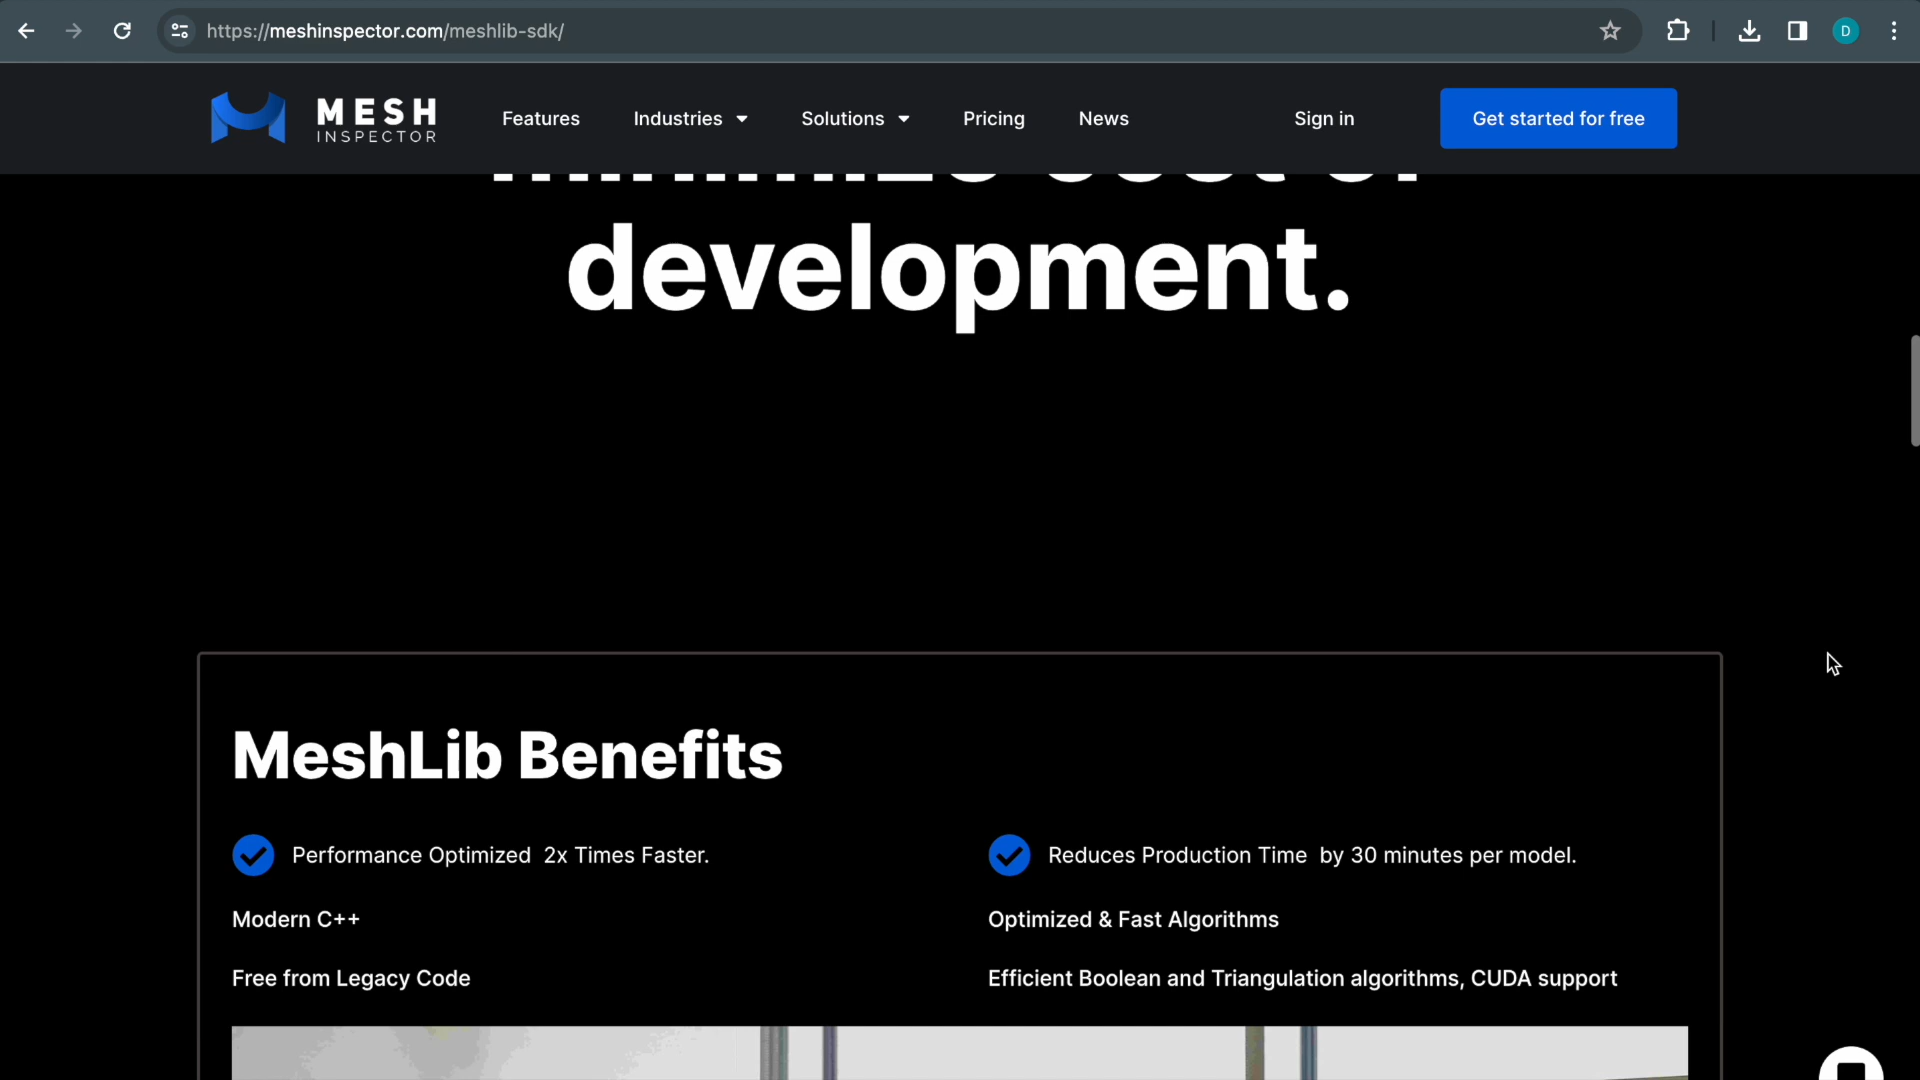 https://meshinspector.com/meshlib-sdk/
D
MESH
INSPECTOR
Features
Industries
Solutions
Pricing
News
Sign in
Get started for free
development.
MeshLib Benefits
Performance Optimized 2x Times Faster.
Reduces Production Time by 30 minutes per model.
Modern C++
Optimized & Fast Algorithms
Free from Legacy Code
Efficient Boolean and Triangulation algorithms, CUDA support